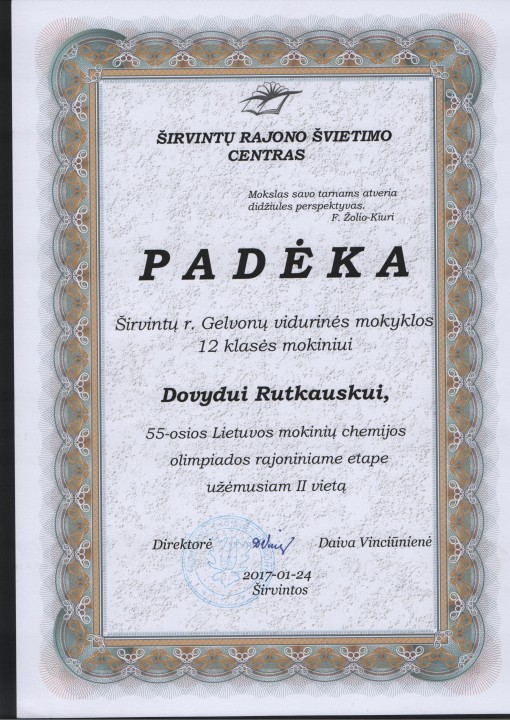 ŠIRVINTŲ RAJONO ŠVIETIMO
CENTRAS
Mokslas savo tarnams atveria
didžiules perspektyvas.
F. Žolio-Kiuri
PADĖKA
Širvintų r. Gelvonų vidurinės mokyklos
12 klasės mokiniui
Dovydui Rutkauskui,
55-osios Lietuvos mokinių chemijos
olimpiados rajoniniame etape
užėmusiam II vietą
Direktorė Daiva Vinciūnienė
2017-01-24
Širvintos